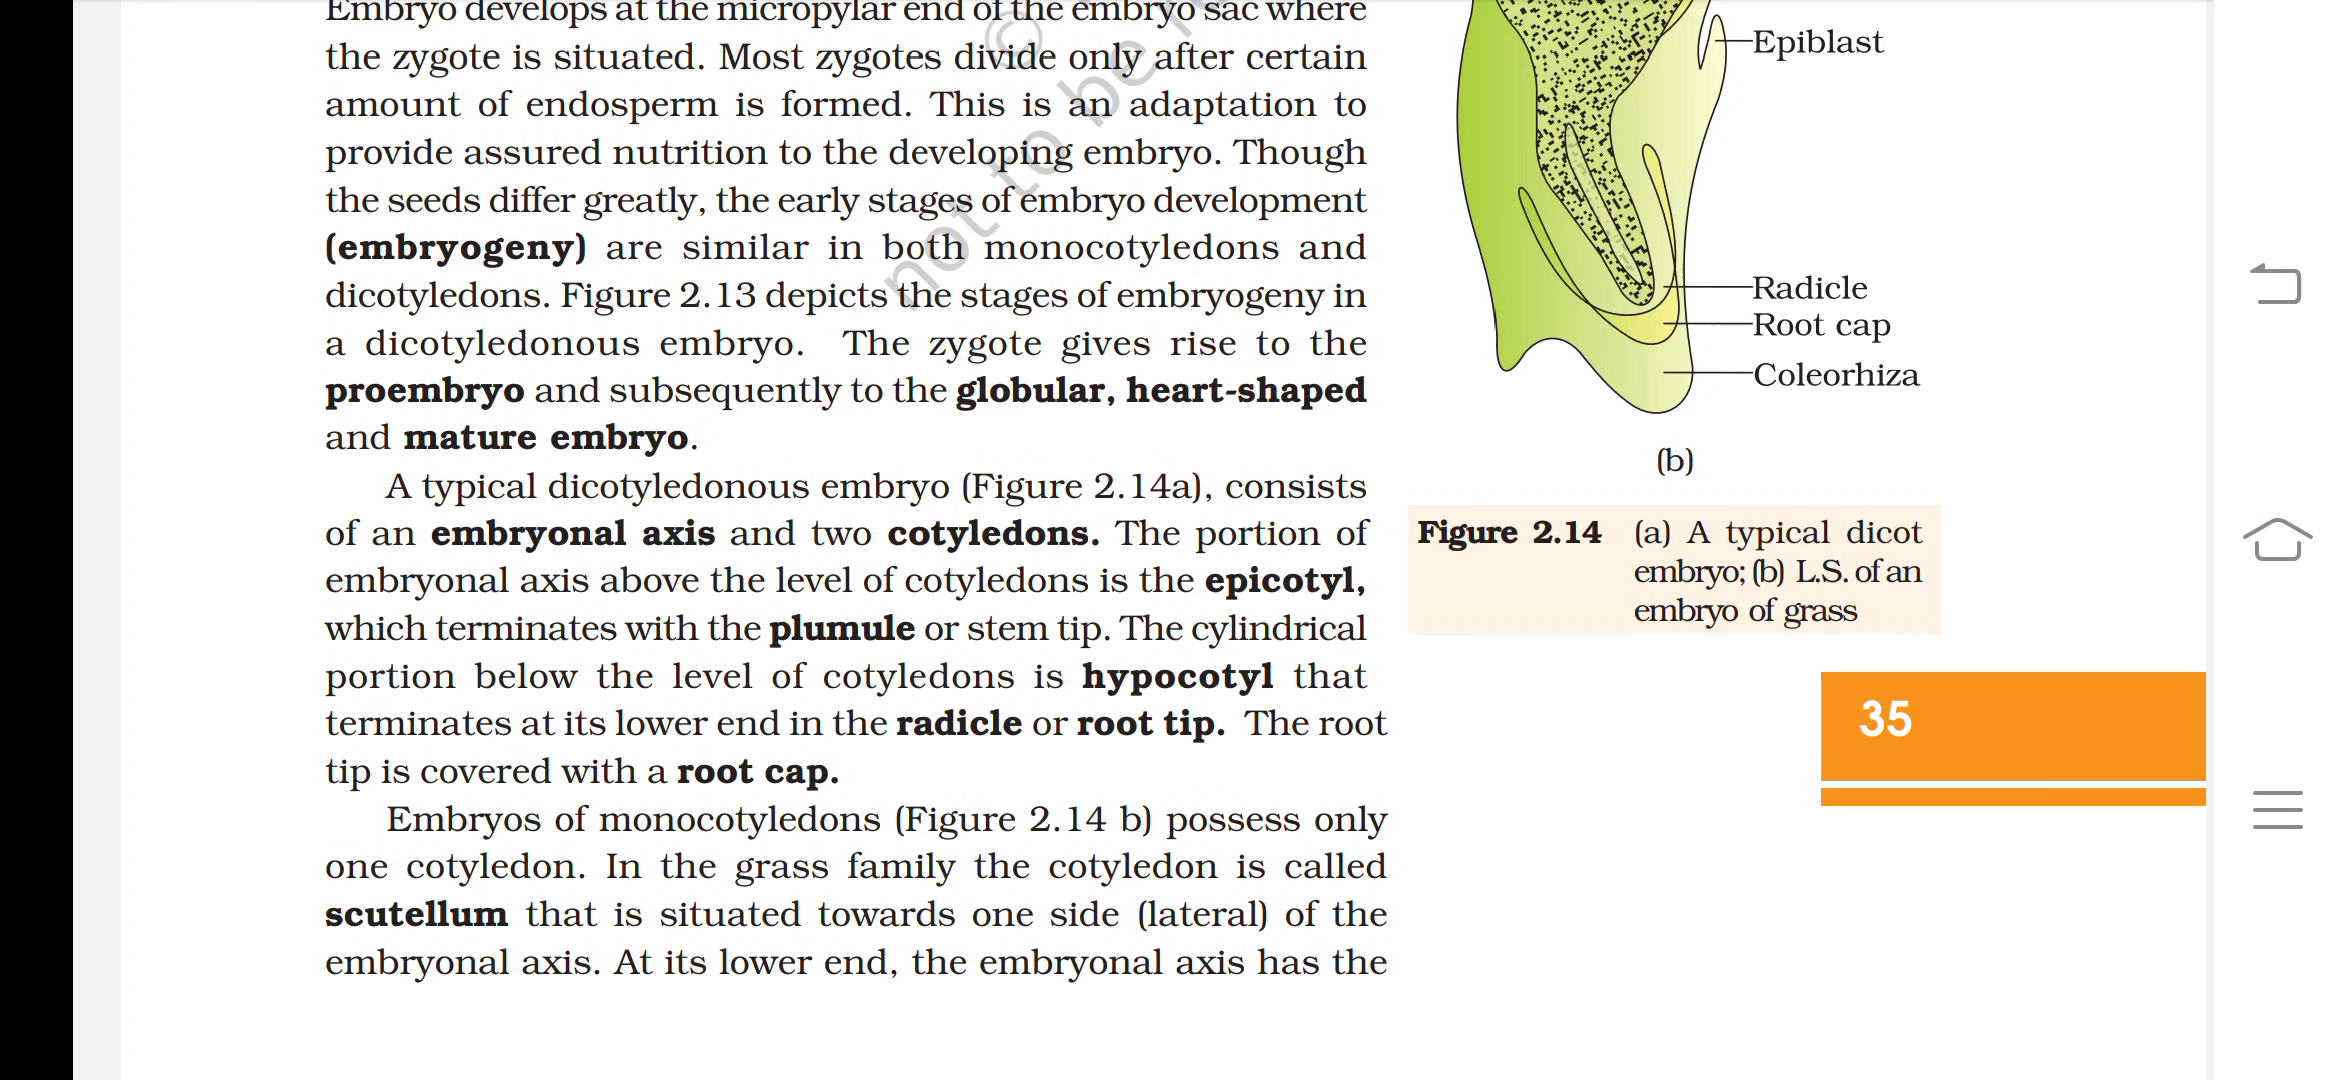 Embryo develops at the micropylar end of the embryo sac where
the zygote is situated. Most zygotes divide only after certain
amount of endosperm is formed. This is an adaptation to
provide assured nutrition to the developing embryo. Though
the seeds differ greatly, the early stages of embryo development
(embryogeny) are similar in both monocotyledons and
dicotyledons. Figure 2.13 depicts the stages of embryogeny in
a dicotyledonous embryo. The zygote gives rise to the
proembryo and subsequently to the globular, heart-shaped
and mature embryo.
A typical dicotyledonous embryo (Figure 2.14a), consists
of an embryonal axis and two cotyledons. The portion of
embryonal axis above the level of cotyledons is the epicotyl,
which terminates with the plumule or stem tip. The cylindrical
portion below the level of cotyledons is hypocotyl that
terminates at its lower end in the radicle or root tip. The root
tip is covered with a root cap.
Embryos of monocotyledons (Figure 2.14 b) possess only
one cotyledon. In the grass family the cotyledon is called
scutellum that is situated towards one side (lateral) of the
embryonal axis. At its lower end, the embryonal axis has the
©
not to be
Epiblast
Radicle
Root cap
Coleorhiza
(b)
Figure 2.14 (a) A typical dicot
embryo; (b) L.S. of an
embryo of grass
35